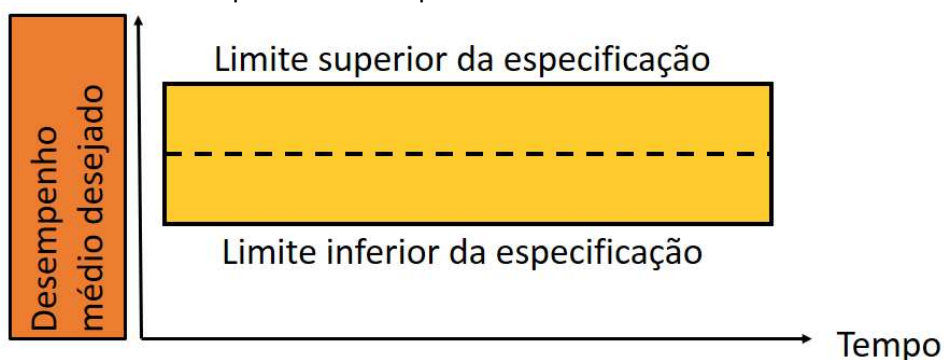 Limite superior da especificação
Desempenho
médio desejado
Limite inferior da especificação
Tempo